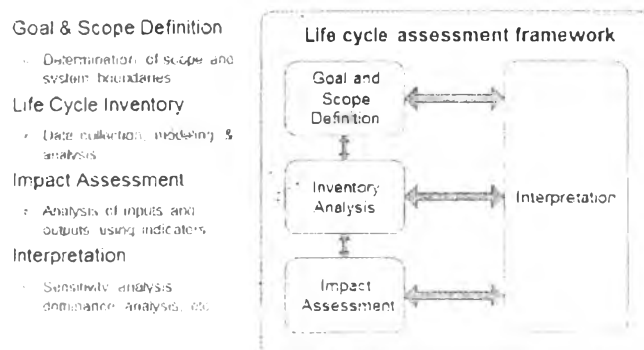 Goal & Scope Definition
Determination of scope and
system boundaries
Life Cycle Inventory
Date collection, modeling &
analysis
Impact Assessment
Analysis of inputs and
outputs using indicators
Interpretation
Sensitivity analysis
dominance analysis, etc
Life cycle assessment framework
Goal and
Scope
Definition
Inventory
Analysis
Impact
Assessment
Interpretation